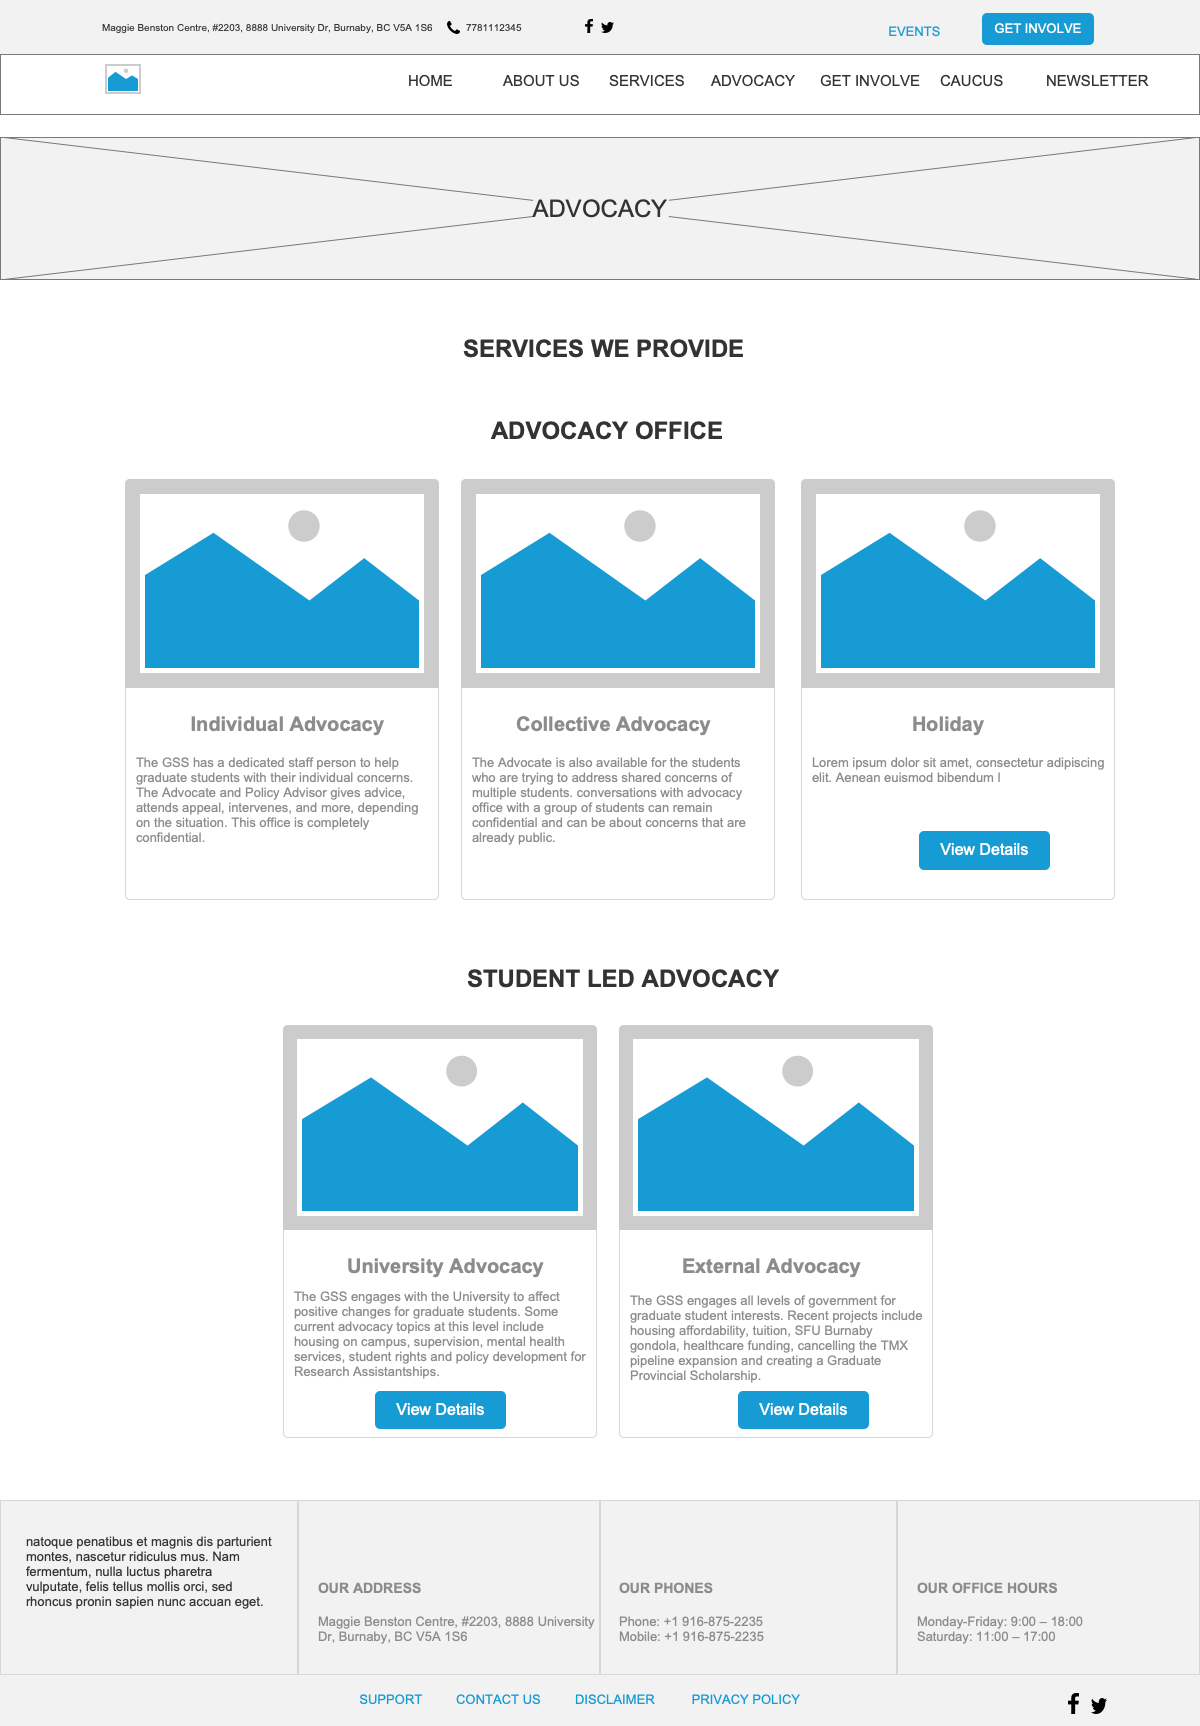 Maggie Benston Centre, #2203, 8888 University Dr, Burnaby, BC V5A 1S6 7781112345 EVENTS GET INVOLVE
HOME ABOUT US SERVICES ADVOCACY GET INVOLVE CAUCUS NEWSLETTER
ADVOCACY
SERVICES WE PROVIDE
ADVOCACY OFFICE
Individual Advocacy
The GSS has a dedicated staff person to help
graduate students with their individual concerns.
The Advocate and Policy Advisor gives advice,
attends appeal, intervenes, and more, depending
on the situation. This office is completely
confidential.
Collective Advocacy
The Advocate is also available for the students
who are trying to address shared concerns of
multiple students. conversations with advocacy
office with a group of students can remain
confidential and can be about concerns that are
already public.
Holiday
Lorem ipsum dolor sit amet, consectetur adipiscing
elit. Aenean euismod bibendum l
View Details
STUDENT LED ADVOCACY
University Advocacy
The GSS engages with the University to affect
positive changes for graduate students. Some
current advocacy topics at this level include
housing on campus, supervision, mental health
services, student rights and policy development for
Research Assistantships.
View Details
External Advocacy
The GSS engages all levels of government for
graduate student interests. Recent projects include
housing affordability, tuition, SFU Burnaby
gondola, healthcare funding, cancelling the TMX
pipeline expansion and creating a Graduate
Provincial Scholarship.
View Details
natoque penatibus et magnis dis parturient
montes, nascetur ridiculus mus. Nam
fermentum, nulla luctus pharetra
vulputate, felis tellus mollis orci, sed
rhoncus pronin sapien nunc accuan eget.
OUR ADDRESS
Maggie Benston Centre, #2203, 8888 University
Dr, Burnaby, BC V5A 1S6
OUR PHONES
Phone: +1 916-875-2235
Mobile: +1 916-875-2235
OUR OFFICE HOURS
Monday-Friday: 9:00 – 18:00
Saturday: 11:00 – 17:00
SUPPORT CONTACT US DISCLAIMER PRIVACY POLICY